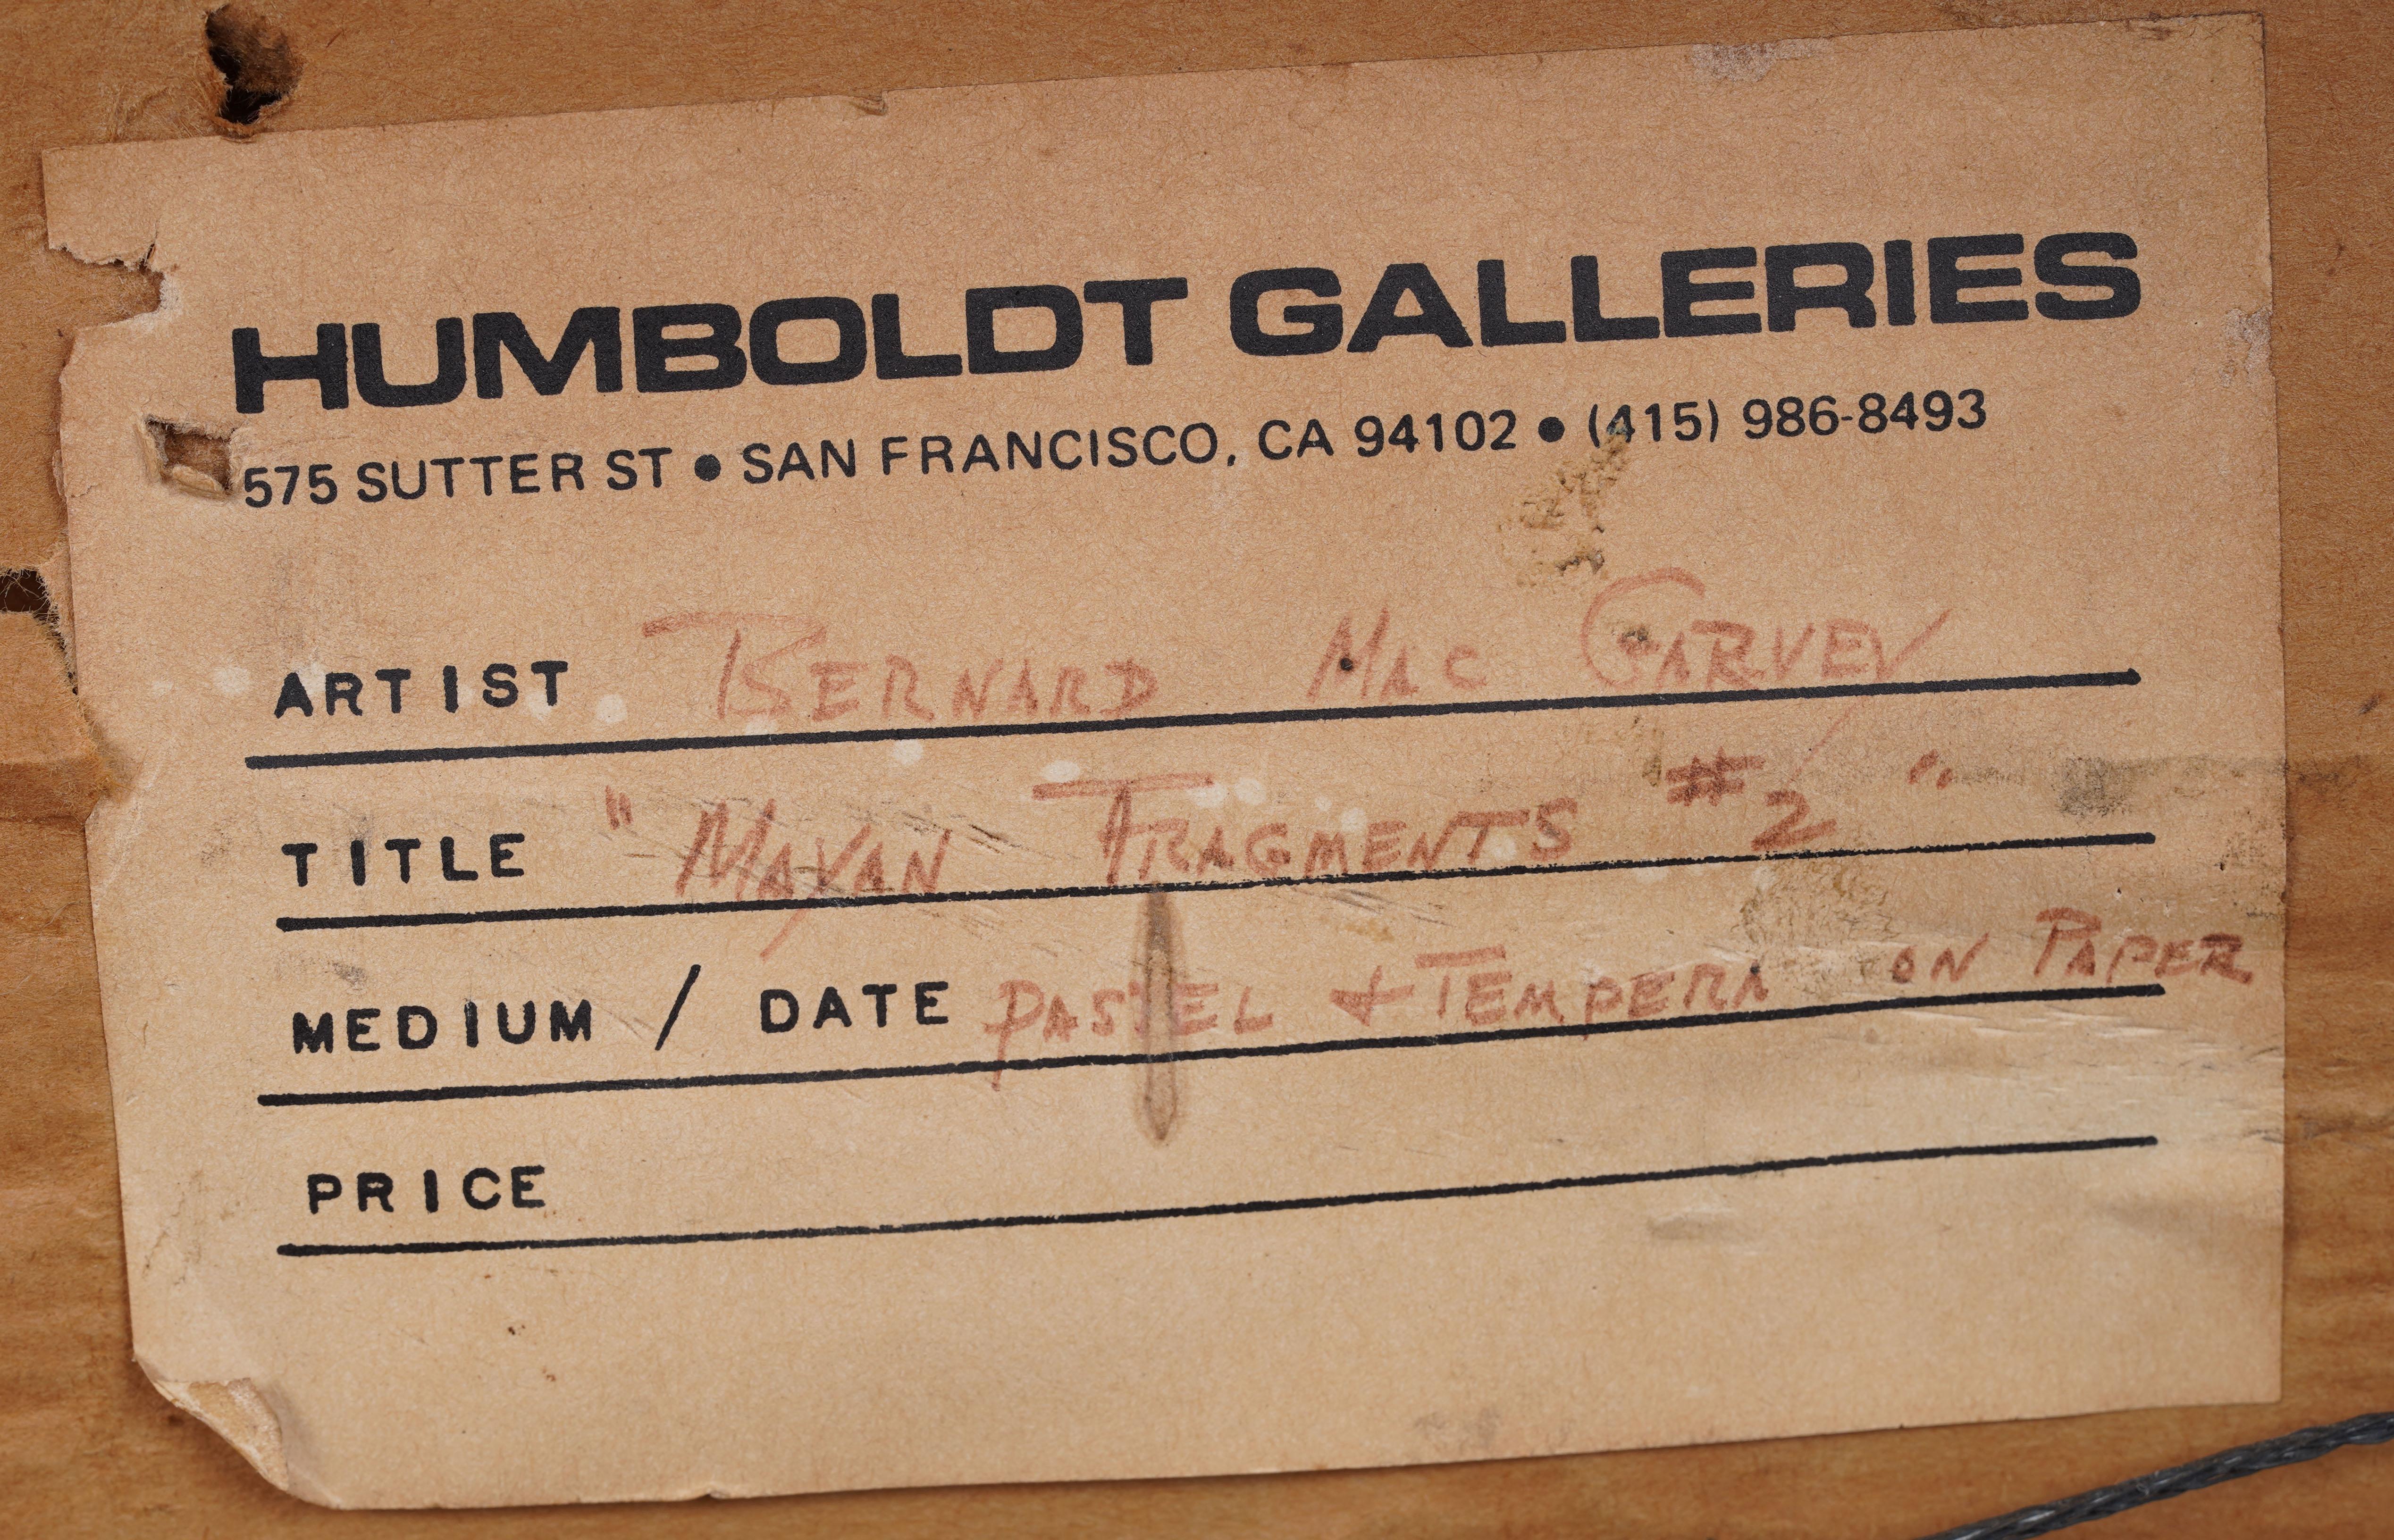 HUMBOLDT GALLERIES
575 SUTTER ST • SAN FRANCISCO, CA 94102 • (415) 986-8493
ARTIST BERNARD MAC GARVEY
TITLE "MAYAN FRAGMENTS #2"
MEDIUM / DATE PASTEL & TEMPERA ON PAPER
PRICE